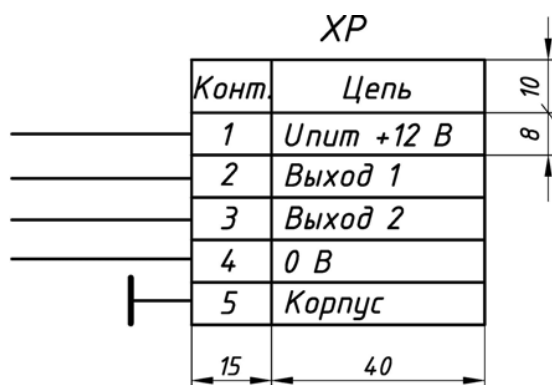 XP
Конт. Цепь 10
1 Uпит +12 В 8
2 Выход 1
3 Выход 2
4 0 В
5 Корпус
15 40